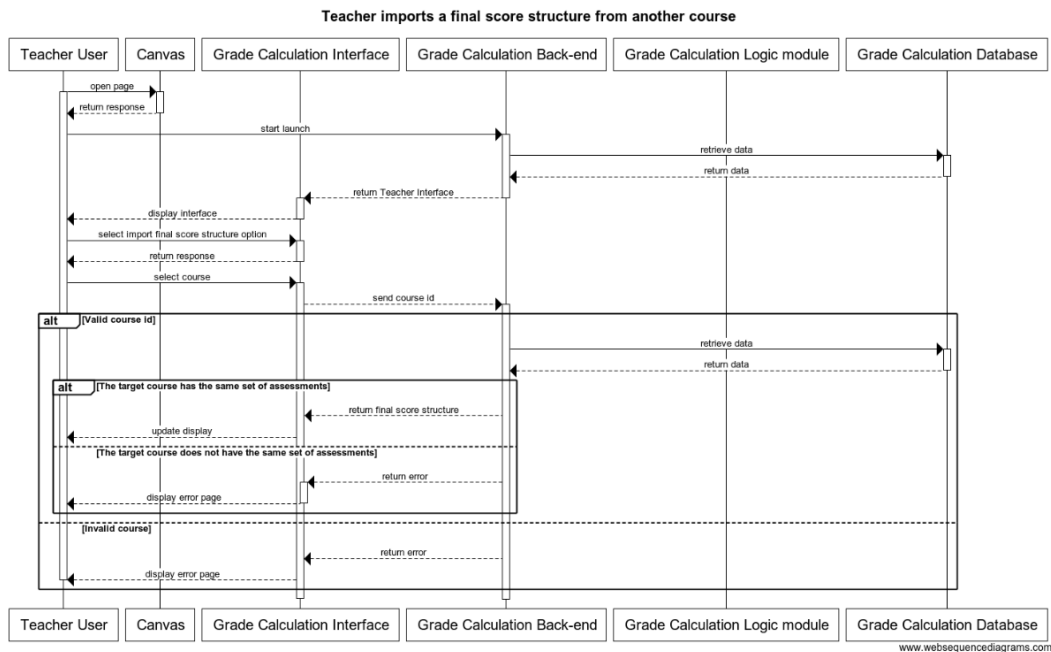 Teacher imports a final score structure from another course
Teacher User Canvas Grade Calculation Interface Grade Calculation Back-end Grade Calculation Logic module Grade Calculation Database
open page
return response
start launch
retrieve data
return data
return Teacher Interface
display interface
select import final score structure option
return response
select course
send course id
alt [Valid course id]
retrieve data
return data
alt [The target course has the same set of assessments]
return final score structure
update display
[The target course does not have the same set of assessments]
return error
display error page
[Invalid course]
return error
display error page
Teacher User Canvas Grade Calculation Interface Grade Calculation Back-end Grade Calculation Logic module Grade Calculation Database
www.websequencediagrams.com